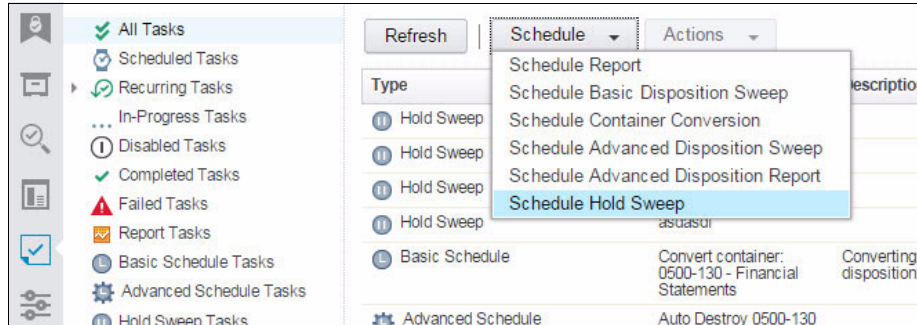 All Tasks
Scheduled Tasks
Recurring Tasks
In-Progress Tasks
Disabled Tasks
Completed Tasks
Failed Tasks
Report Tasks
Basic Schedule Tasks
Advanced Schedule Tasks
Hold Sweep Tasks
Refresh
Schedule
Actions
Schedule Report
Schedule Basic Disposition Sweep
Schedule Container Conversion
Schedule Advanced Disposition Sweep
Schedule Advanced Disposition Report
Schedule Hold Sweep
Type
Hold Sweep
Hold Sweep
Hold Sweep
Hold Sweep
Basic Schedule
Convert container:
0500-130 - Financial
Statements
Converting
disposition
Advanced Schedule
Auto Destroy 0500-130